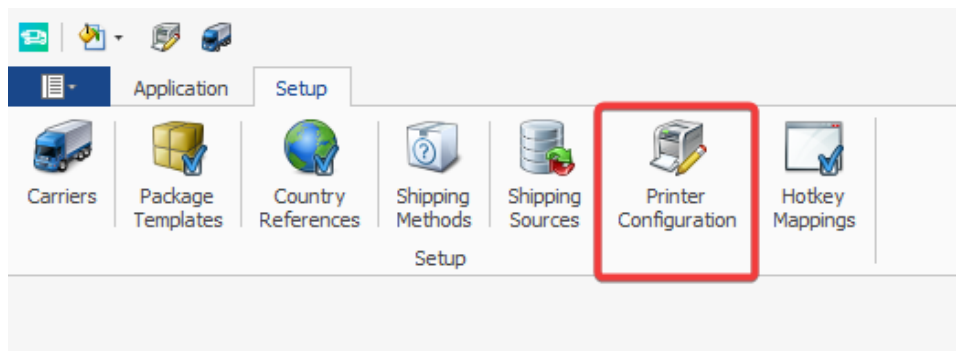 Application Setup
Carriers Package Templates Country References Shipping Methods Shipping Sources Printer Configuration Hotkey Mappings
Setup